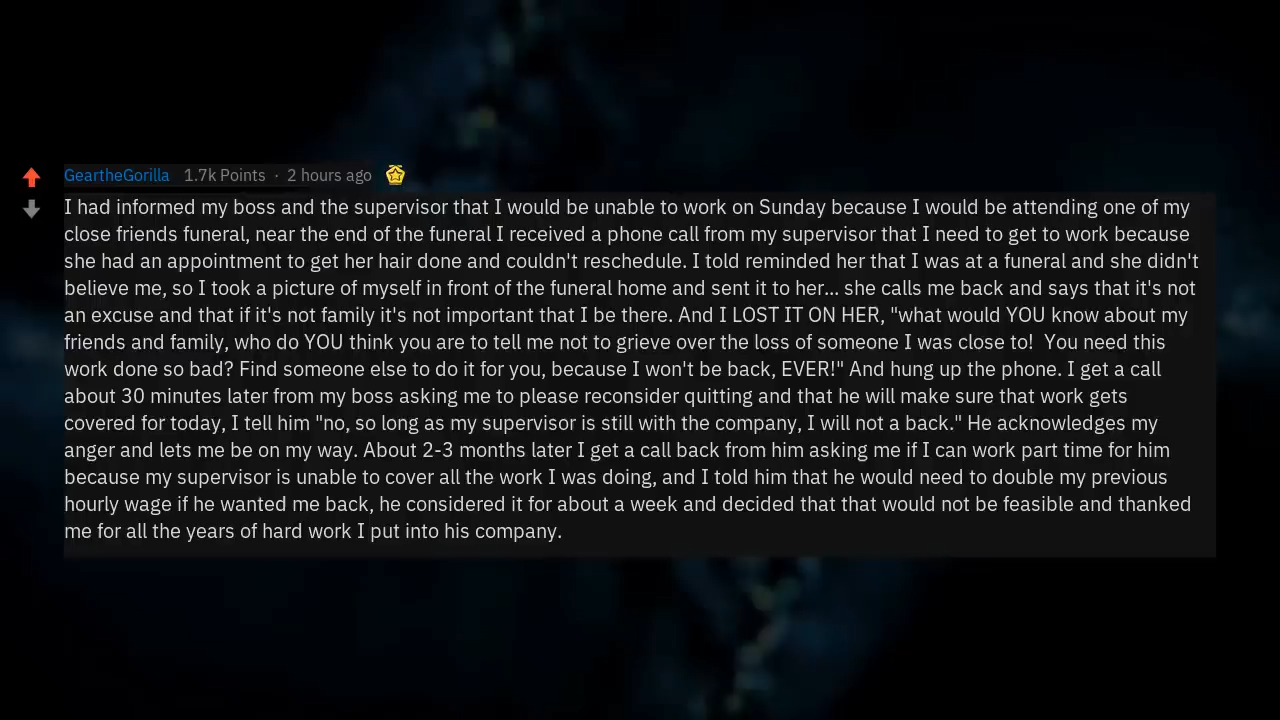 GeartheGorilla 1.7k Points · 2 hours ago
I had informed my boss and the supervisor that I would be unable to work on Sunday because I would be attending one of my
close friends funeral, near the end of the funeral I received a phone call from my supervisor that I need to get to work because
she had an appointment to get her hair done and couldn't reschedule. I told reminded her that I was at a funeral and she didn't
believe me, so I took a picture of myself in front of the funeral home and sent it to her... she calls me back and says that it's not
an excuse and that if it's not family it's not important that I be there. And I LOST IT ON HER, "what would YOU know about my
friends and family, who do YOU think you are to tell me not to grieve over the loss of someone I was close to!  You need this
work done so bad? Find someone else to do it for you, because I won't be back, EVER!" And hung up the phone. I get a call
about 30 minutes later from my boss asking me to please reconsider quitting and that he will make sure that work gets
covered for today, I tell him "no, so long as my supervisor is still with the company, I will not a back." He acknowledges my
anger and lets me be on my way. About 2-3 months later I get a call back from him asking me if I can work part time for him
because my supervisor is unable to cover all the work I was doing, and I told him that he would need to double my previous
hourly wage if he wanted me back, he considered it for about a week and decided that that would not be feasible and thanked
me for all the years of hard work I put into his company.